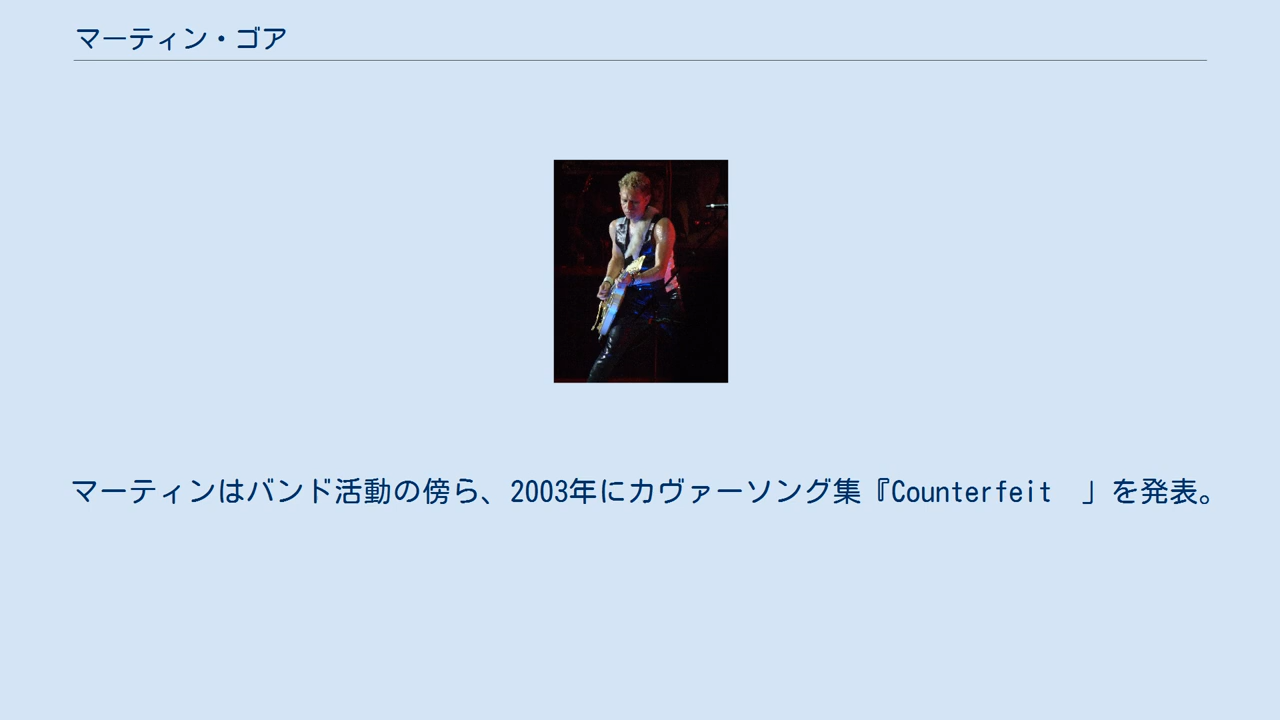 マーティン・ゴア
マーティンはバンド活動の傍ら、2003年にカヴァーソング集『Counterfeit　」を発表。